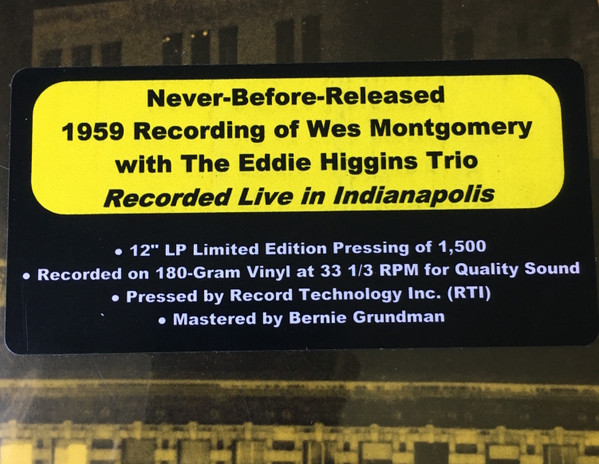 Never-Before-Released
1959 Recording of Wes Montgomery
with The Eddie Higgins Trio
Recorded Live in Indianapolis
• 12" LP Limited Edition Pressing of 1,500
• Recorded on 180-Gram Vinyl at 33 1/3 RPM for Quality Sound
• Pressed by Record Technology Inc. (RTI)
• Mastered by Bernie Grundman